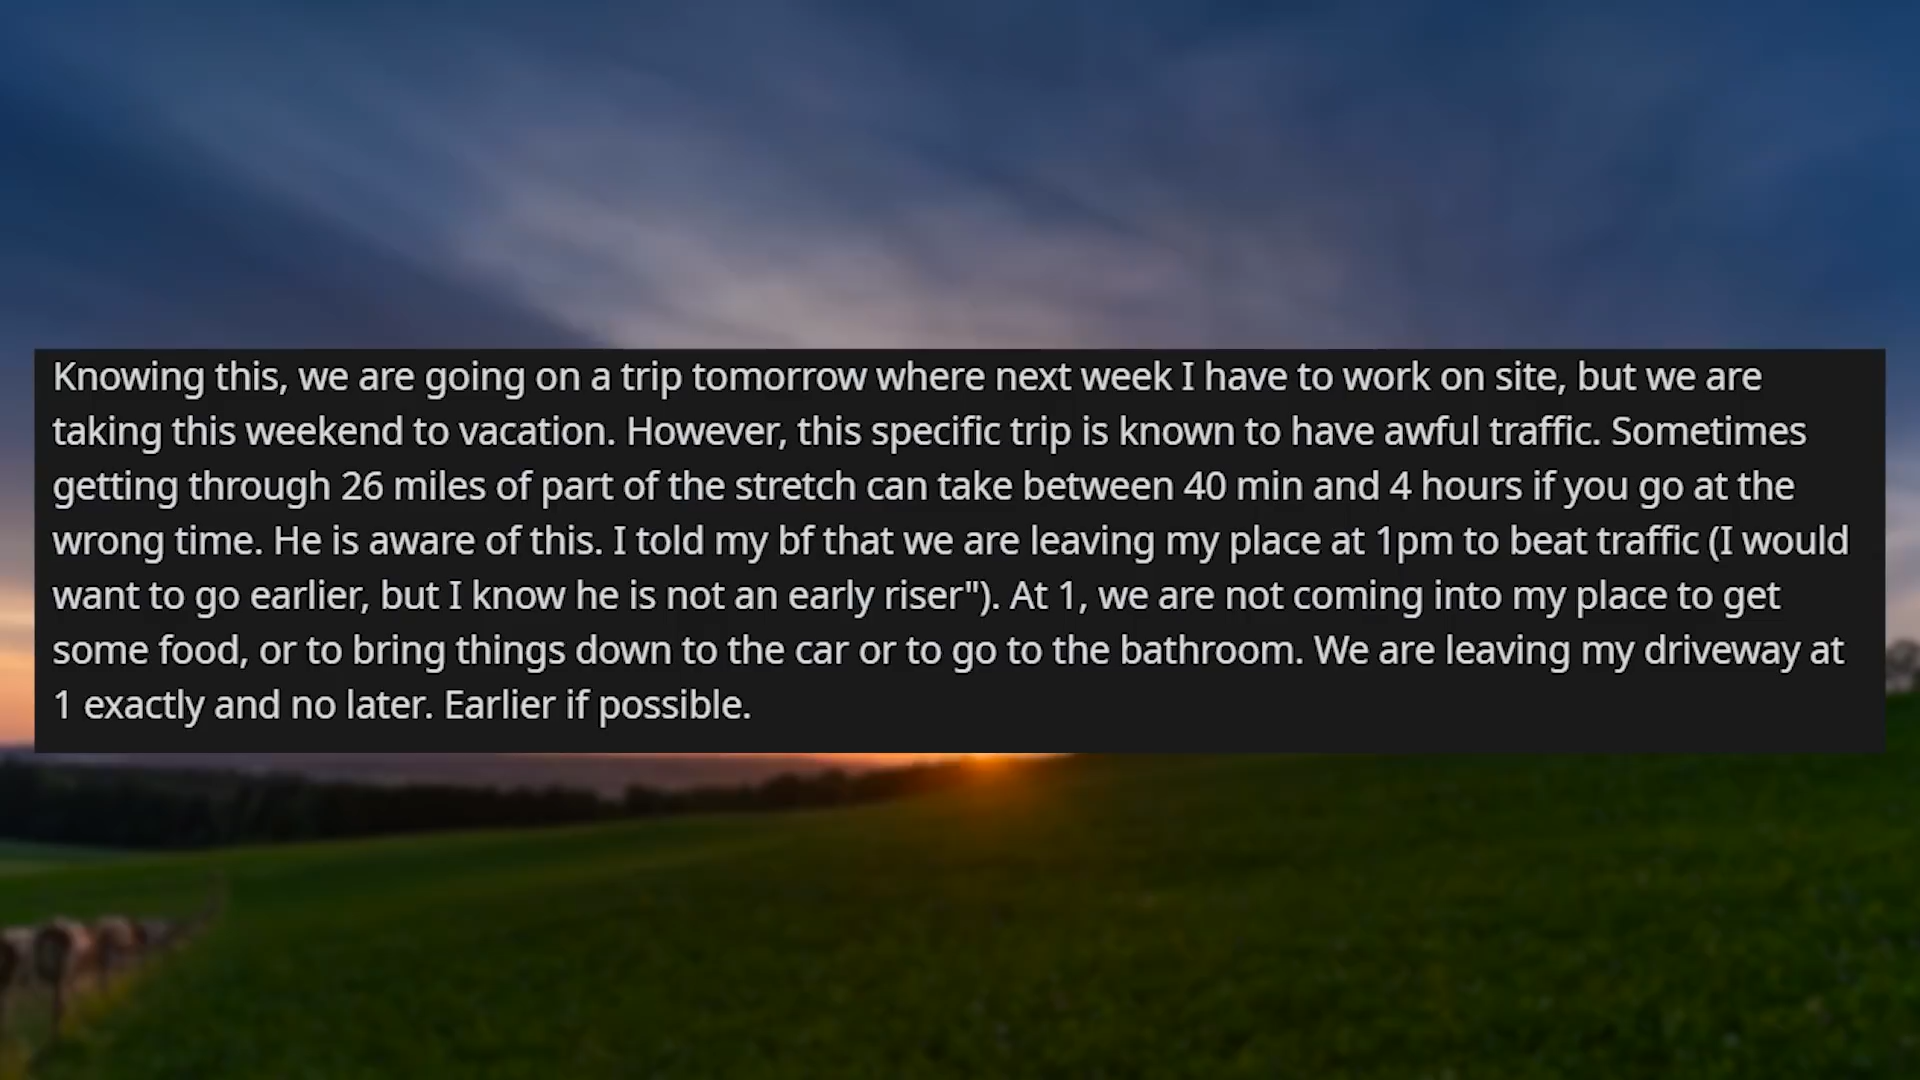 Knowing this, we are going on a trip tomorrow where next week I have to work on site, but we are
taking this weekend to vacation. However, this specific trip is known to have awful traffic. Sometimes
getting through 26 miles of part of the stretch can take between 40 min and 4 hours if you go at the
wrong time. He is aware of this. I told my bf that we are leaving my place at 1pm to beat traffic (I would
want to go earlier, but I know he is not an early riser"). At 1, we are not coming into my place to get
some food, or to bring things down to the car or to go to the bathroom. We are leaving my driveway at
1 exactly and no later. Earlier if possible.